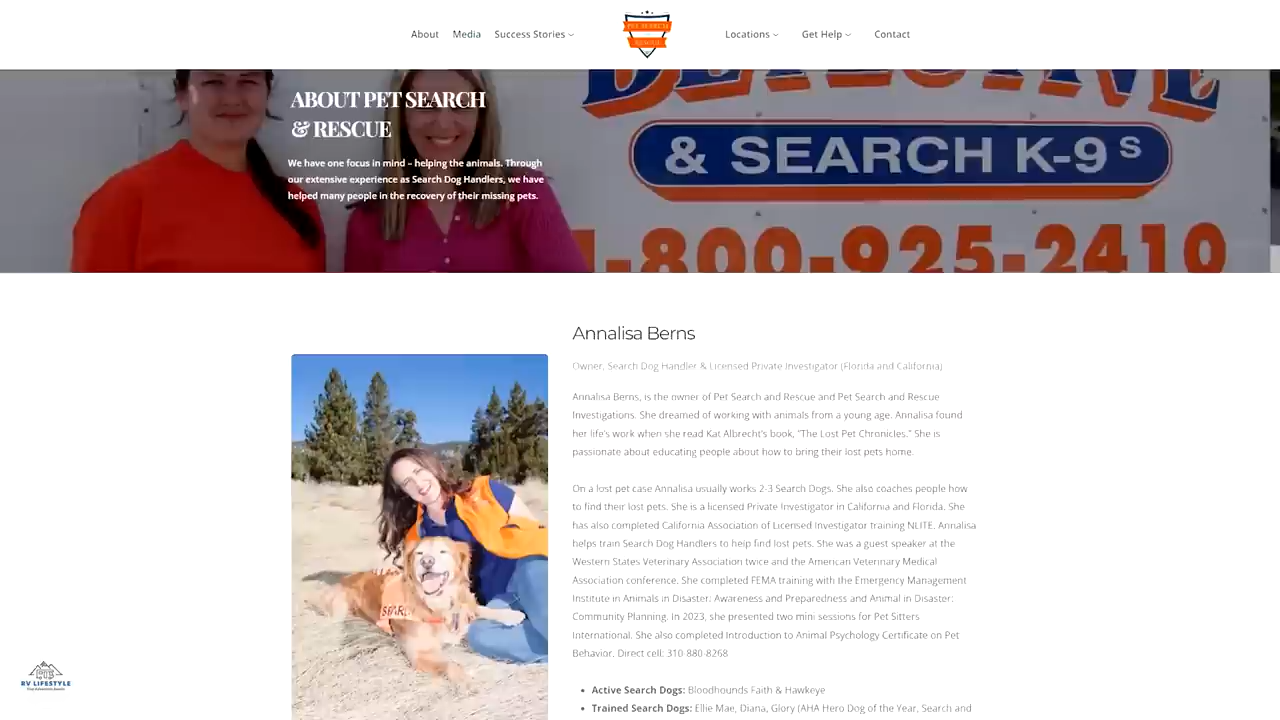 About Media Success Stories Locations Get Help Contact
PET SEARCH
ABOUT PET SEARCH
& RESCUE
We have one focus in mind – helping the animals. Through
our extensive experience as Search Dog Handlers, we have
helped many people in the recovery of their missing pets.
DETECTIVE
& SEARCH K-9 S
1-800-925-2410
Annalisa Berns
Owner, Search Dog Handler & Licensed Private Investigator (Florida and California)
Annalisa Berns, is the owner of Pet Search and Rescue and Pet Search and Rescue
Investigations. She dreamed of working with animals from a young age. Annalisa found
her life's work when she read Kat Albrecht's book, "The Lost Pet Chronicles." She is
passionate about educating people about how to bring their lost pets home.
On a lost pet case Annalisa usually works 2-3 Search Dogs. She also coaches people how
to find their lost pets. She is a licensed Private Investigator in California and Florida. She
has also completed California Association of Licensed Investigator training NLITE, Annalisa
helps train Search Dog Handlers to help find lost pets. She was a guest speaker at the
Western States Veterinary Association twice and the American Veterinary Medical
Association conference. She completed FEMA training with the Emergency Management
Institute in Animals in Disaster: Awareness and Preparedness and Animal in Disaster:
Community Planning. In 2023, she presented two mini sessions for Pet Sitters
International. She also completed Introduction to Animal Psychology Certificate on Pet
Behavior, Direct cell: 310-880-8268
SEARCH
Active Search Dogs: Bloodhounds Faith & Hawkeye
Trained Search Dogs: Ellie Mae, Diana, Glory (AHA Hero Dog of the Year, Search and
RV LIFESTYLE